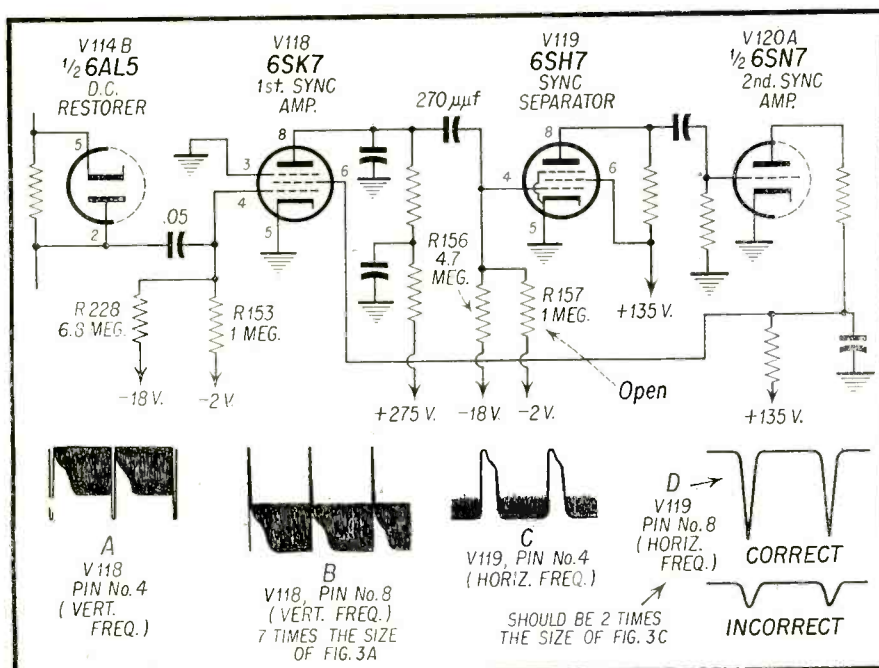 V114B
½ 6AL5
D.C.
RESTORER
V118
6SK7
1st. SYNC
AMP.
V119
6SH7
SYNC
SEPARATOR
V120A
½ 6SN7
2nd. SYNC
AMP.
270 μμf
5
2
.05
8
3
4
6
5
8
4
6
5
R228
6.8 MEG.
R153
1 MEG.
R156
4.7
MEG.
R157
1 MEG.
Open
-18 V.
-2 V.
+275 V.
-18 V.
-2 V.
+135 V.
+135 V.
A
V118
PIN No. 4
(VERT.
FREQ.)
B
V118, PIN No. 8
(VERT. FREQ.)
7 TIMES THE SIZE
OF FIG. 3A
C
V119, PIN No. 4
(HORIZ. FREQ.)
D
V119
PIN No. 8
(HORIZ.
FREQ.)
SHOULD BE 2 TIMES
THE SIZE OF FIG. 3C
CORRECT
INCORRECT